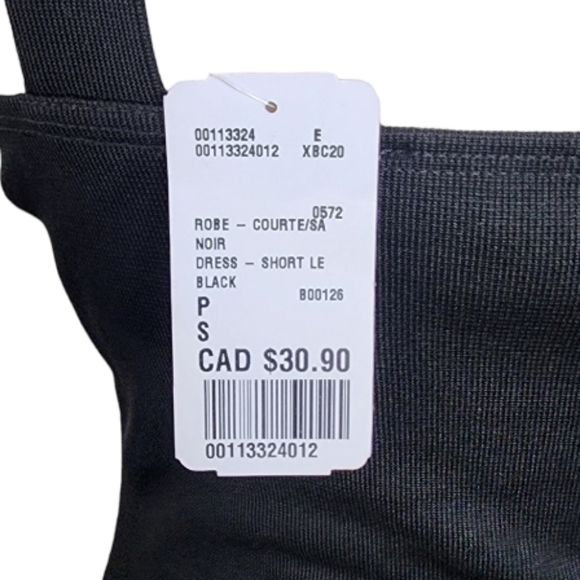 00113324 E
00113324012 XBC20
0572
ROBE - COURTE/SA
NOIR
DRESS - SHORT LE
BLACK
B00126
P
S
CAD $30.90
00113324012